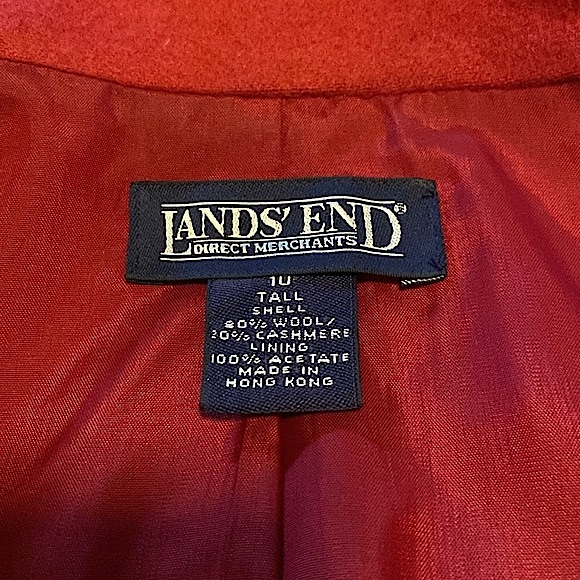 LANDS' END®
DIRECT MERCHANTS
10
TALL
SHELL
80% WOOL/
20% CASHMERE
LINING
100% ACETATE
MADE IN
HONG KONG